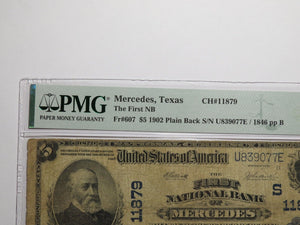 PMG
PAPER MONEY GUARANTY
Mercedes, Texas
CH#11879
The First NB
Fr#607 $5 1902 Plain Back S/N U839077E / 1846 pp B
United States of America
U839077E
THE
FIRST
S
NATIONAL BANK
OF
MERCEDES
11879